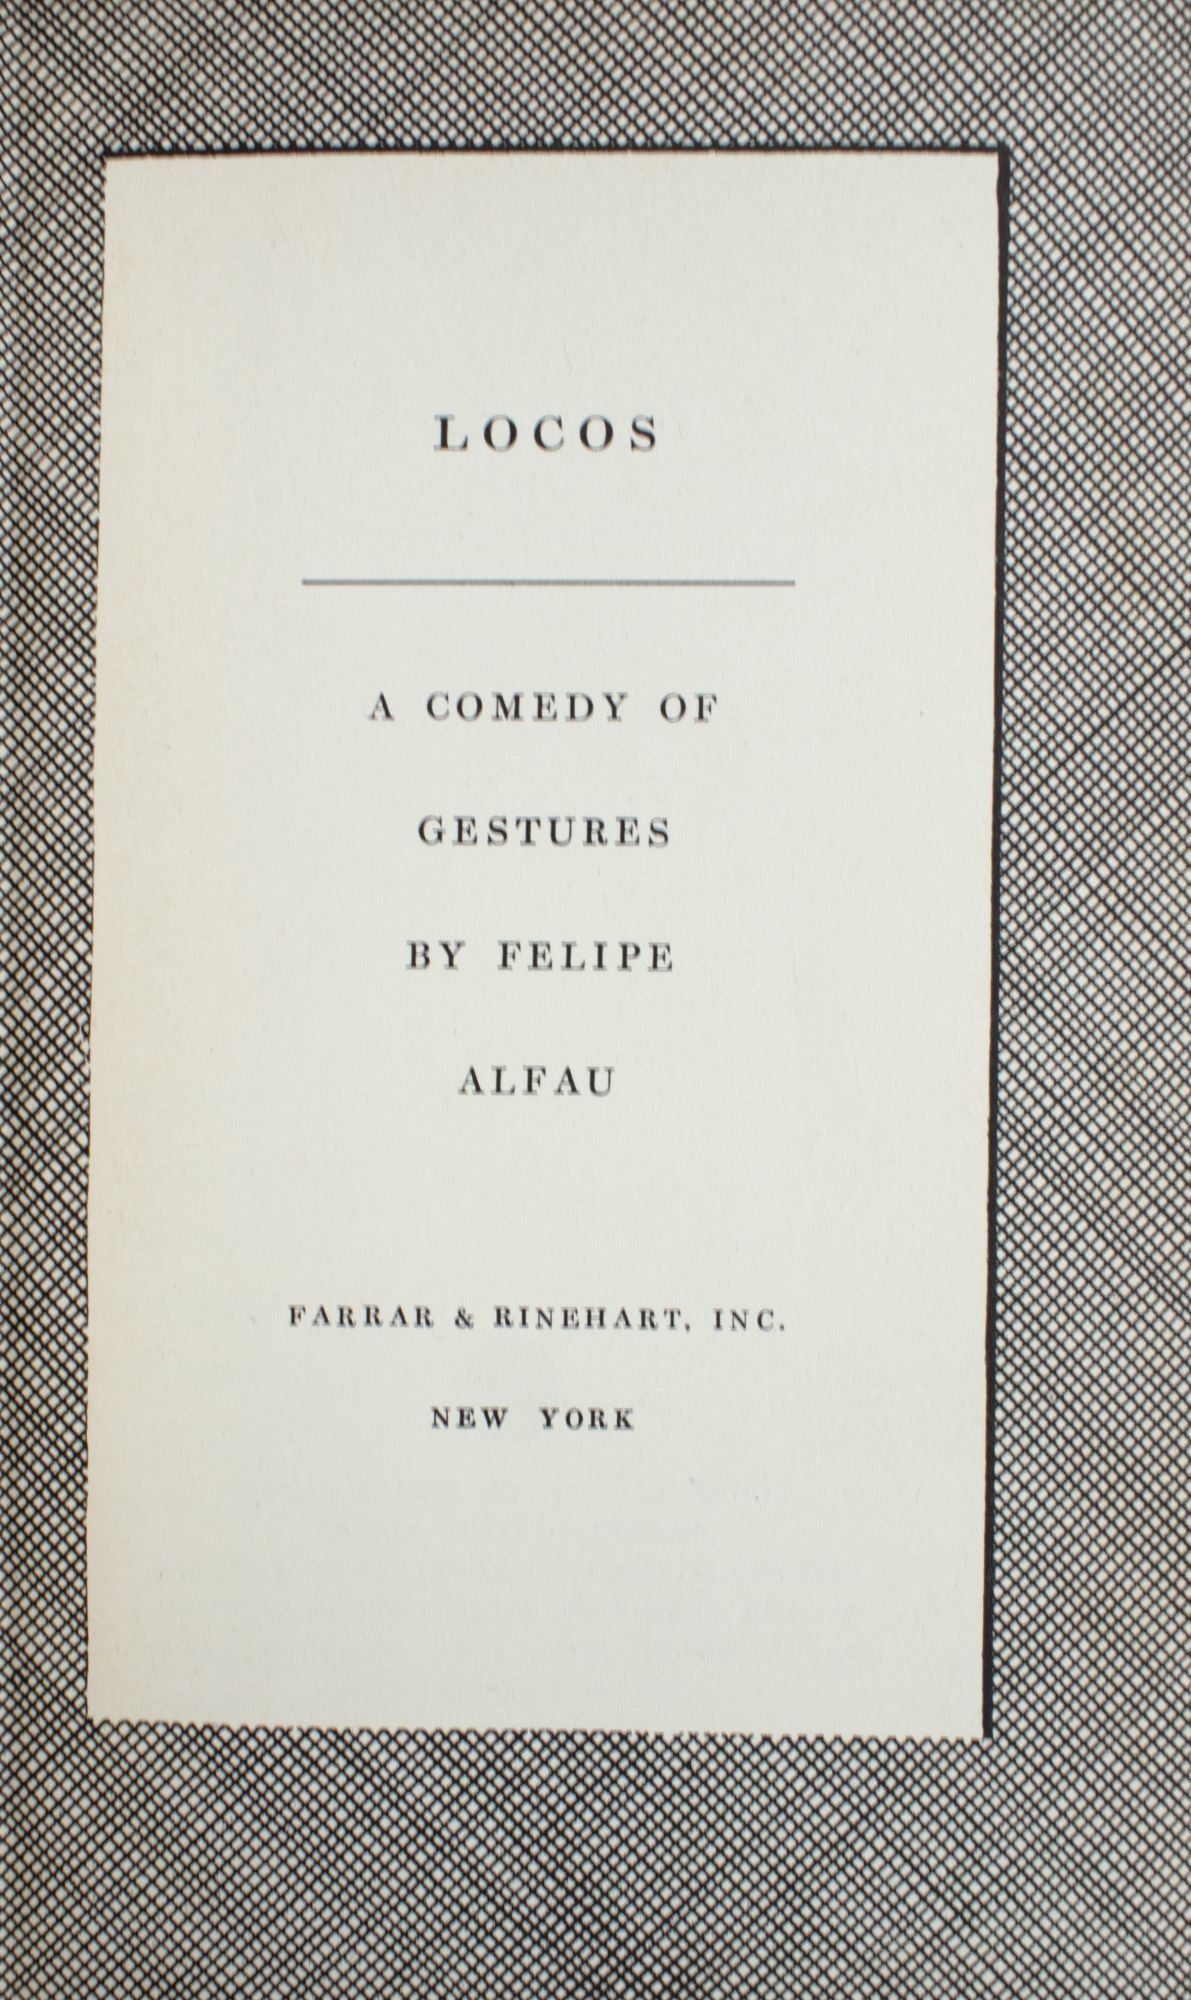 LOCOS
A COMEDY OF
GESTURES
BY FELIPE
ALFAU
FARRAR & RINEHART, INC.
NEW YORK